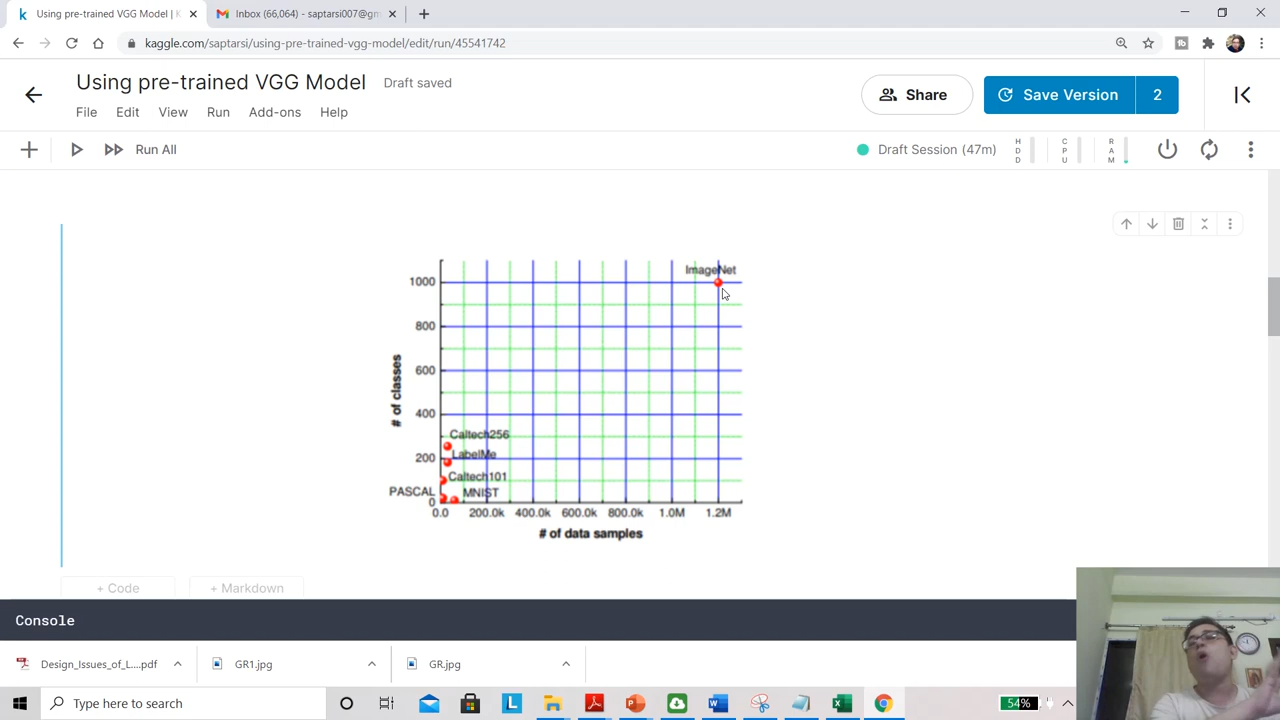 Using pre-trained VGG Model | K
Inbox (66,064) - saptarsi007@gm
kaggle.com/saptarsi/using-pre-trained-vgg-model/edit/run/45541742
Using pre-trained VGG Model
Draft saved
File
Edit
View
Run
Add-ons
Help
Share
Save Version
2
Run All
Draft Session (47m)
HDD
CPU
RAM
ImageNet
1000
800
600
400
200
0
# of classes
Caltech256
LabelMe
Caltech101
PASCAL
MNIST
0.0
200.0k
400.0k
600.0k
800.0k
1.0M
1.2M
# of data samples
+ Code
+ Markdown
Console
Design_Issues_of_L....pdf
GR1.jpg
GR.jpg
Type here to search
54%